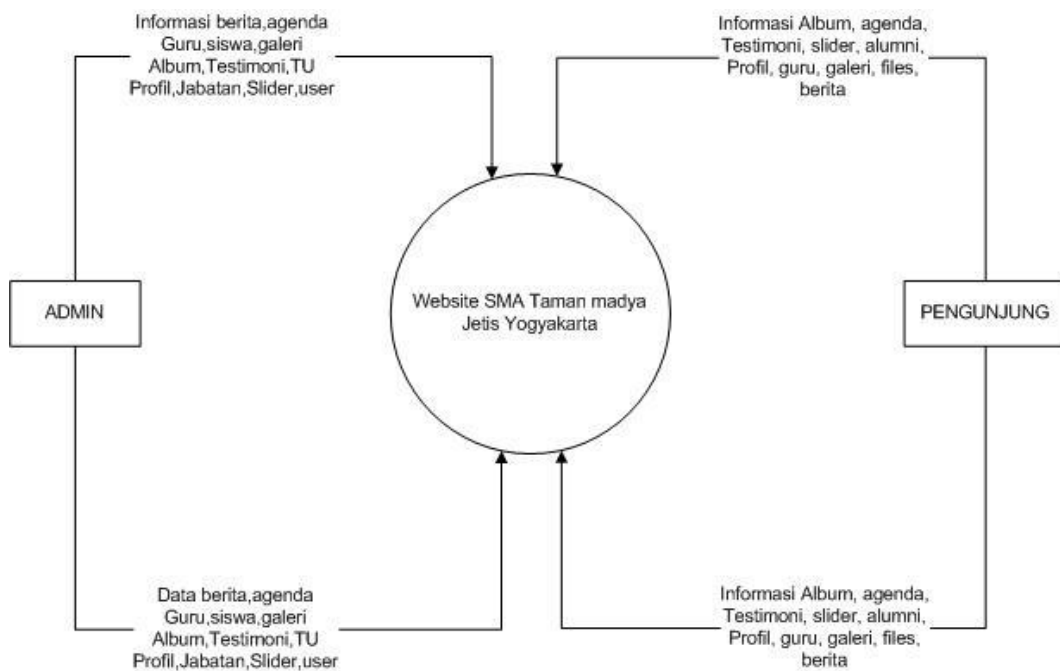 Informasi berita,agenda
Guru,siswa,galeri
Album,Testimoni,TU
Profil,Jabatan,Slider,user
Informasi Album, agenda,
Testimoni, slider, alumni,
Profil, guru, galeri, files,
berita
ADMIN
Website SMA Taman madya
Jetis Yogyakarta
PENGUNJUNG
Data berita,agenda
Guru,siswa,galeri
Album,Testimoni,TU
Profil,Jabatan,Slider,user
Informasi Album, agenda,
Testimoni, slider, alumni,
Profil, guru, galeri, files,
berita